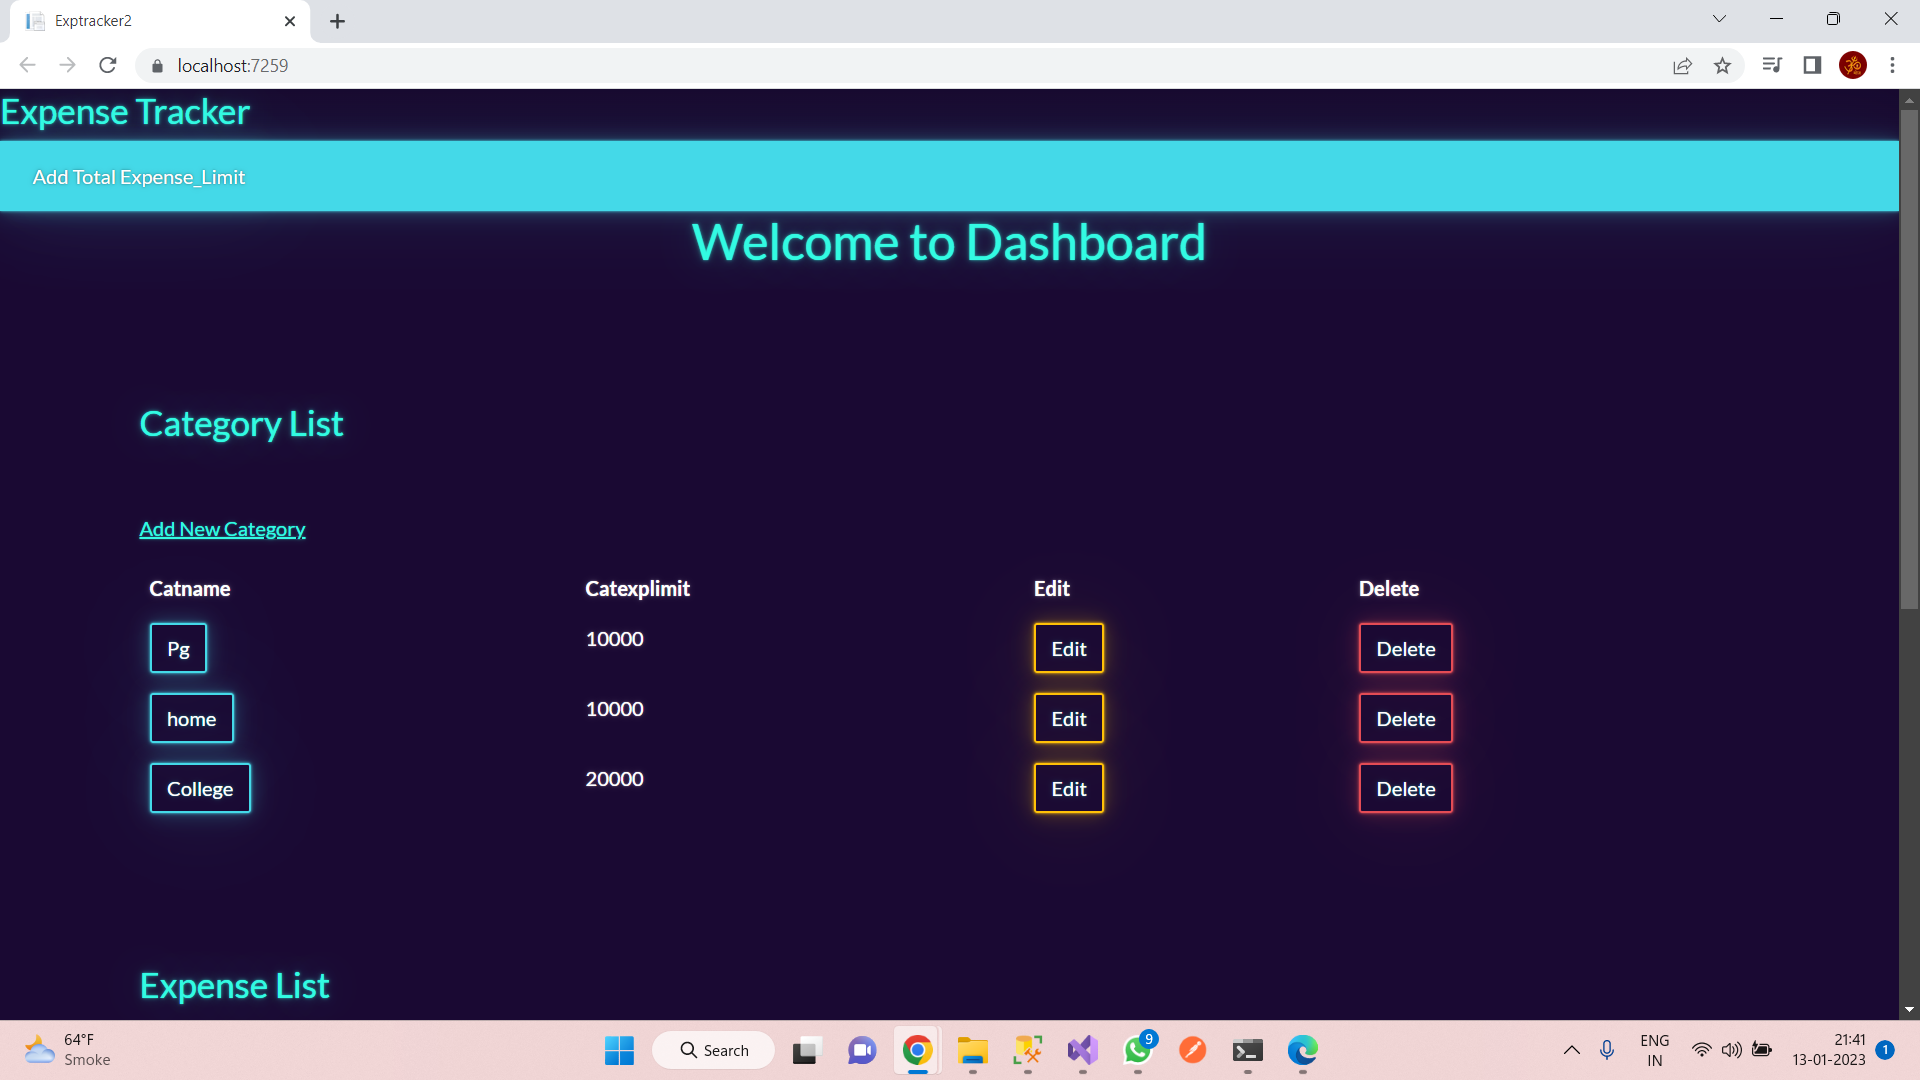 Exptracker2
localhost:7259
Expense Tracker
Add Total Expense_Limit
Welcome to Dashboard
Category List
Add New Category
Catname Catexplimit Edit Delete
Pg 10000 Edit Delete
home 10000 Edit Delete
College 20000 Edit Delete
Expense List
64°F
Smoke
Search
9
ENG
IN
21:41
13-01-2023
1